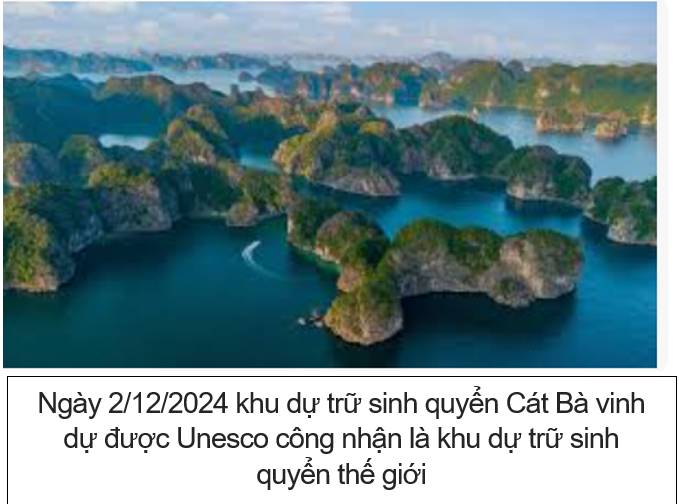 Ngày 2/12/2024 khu dự trữ sinh quyển Cát Bà vinh
dự được Unesco công nhận là khu dự trữ sinh
quyển thế giới